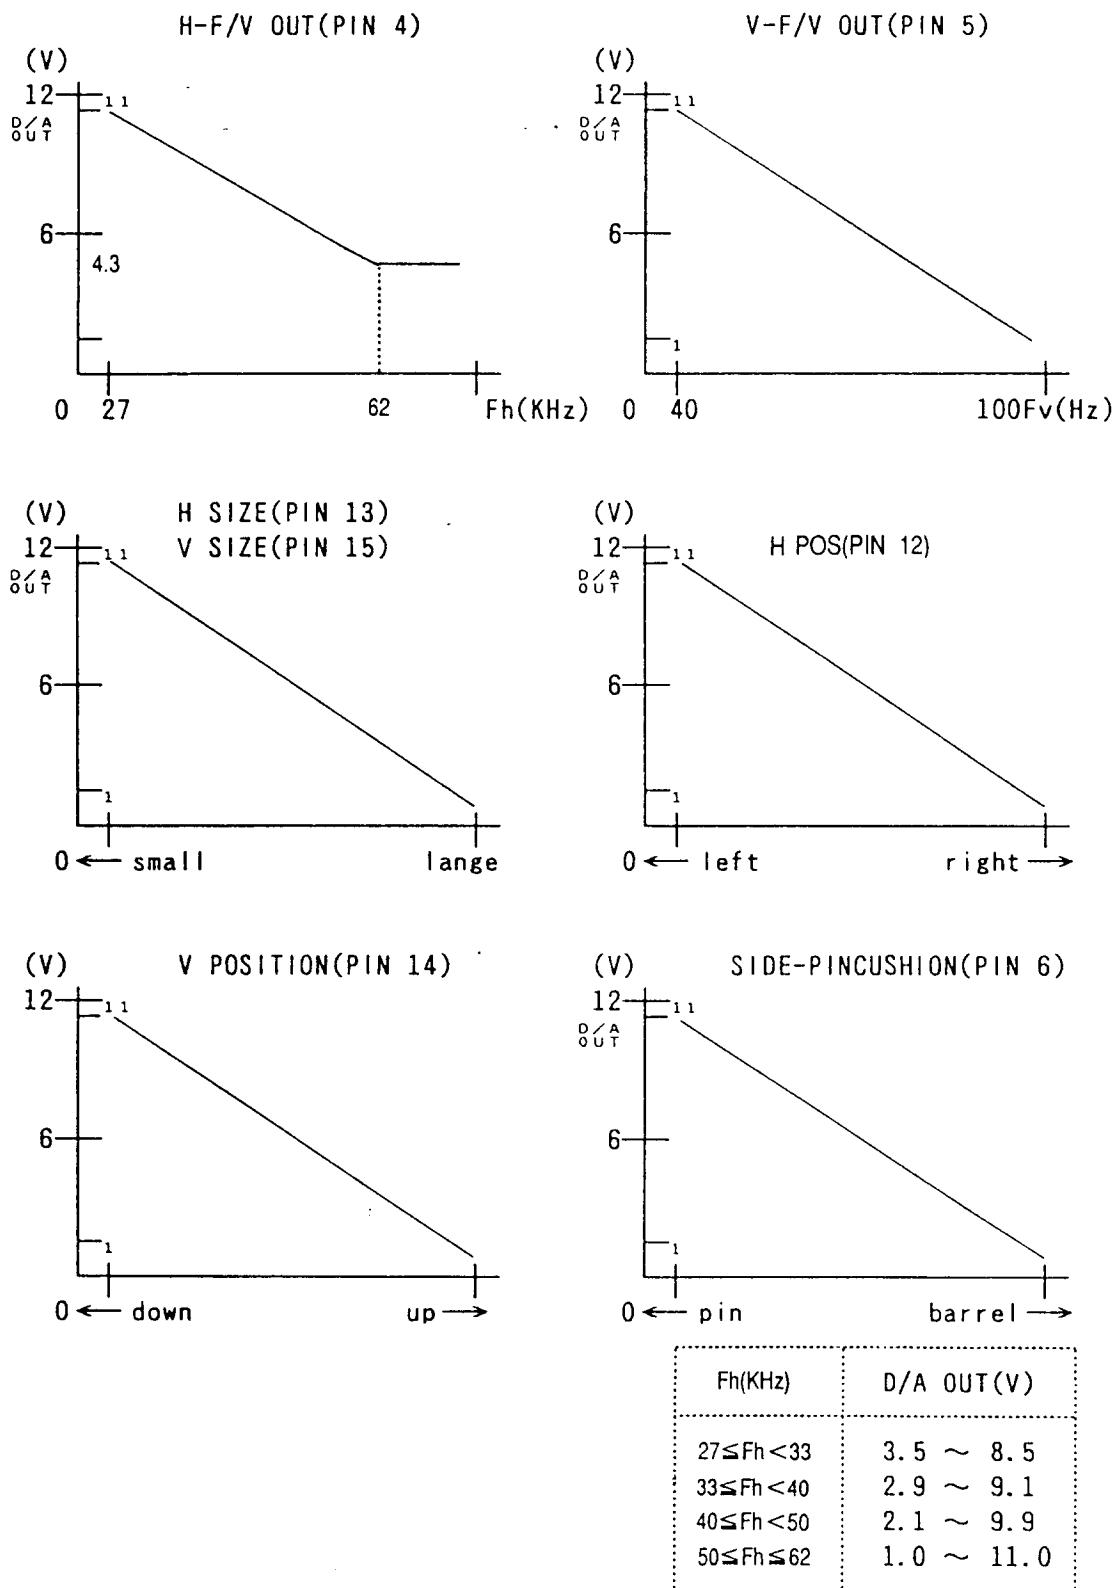 H-F/V OUT(PIN 4)
(V)
12
11
D/A
OUT
6
4.3
0
27
62
Fh(KHz)
V-F/V OUT(PIN 5)
(V)
12
11
D/A
OUT
6
1
0
40
100Fv(Hz)
H SIZE(PIN 13)
V SIZE(PIN 15)
(V)
12
11
D/A
OUT
6
1
0 ← small
lange
H POS(PIN 12)
(V)
12
11
D/A
OUT
6
1
0 ← left
right →
V POSITION(PIN 14)
(V)
12
11
6
1
0 ← down
up →
SIDE-PINCUSHION(PIN 6)
(V)
12
11
D/A
OUT
6
1
0 ← pin
barrel →
Fh(KHz) D/A OUT(V)
27≦Fh<33 3.5 ～ 8.5
33≦Fh<40 2.9 ～ 9.1
40≦Fh<50 2.1 ～ 9.9
50≦Fh≦62 1.0 ～ 11.0